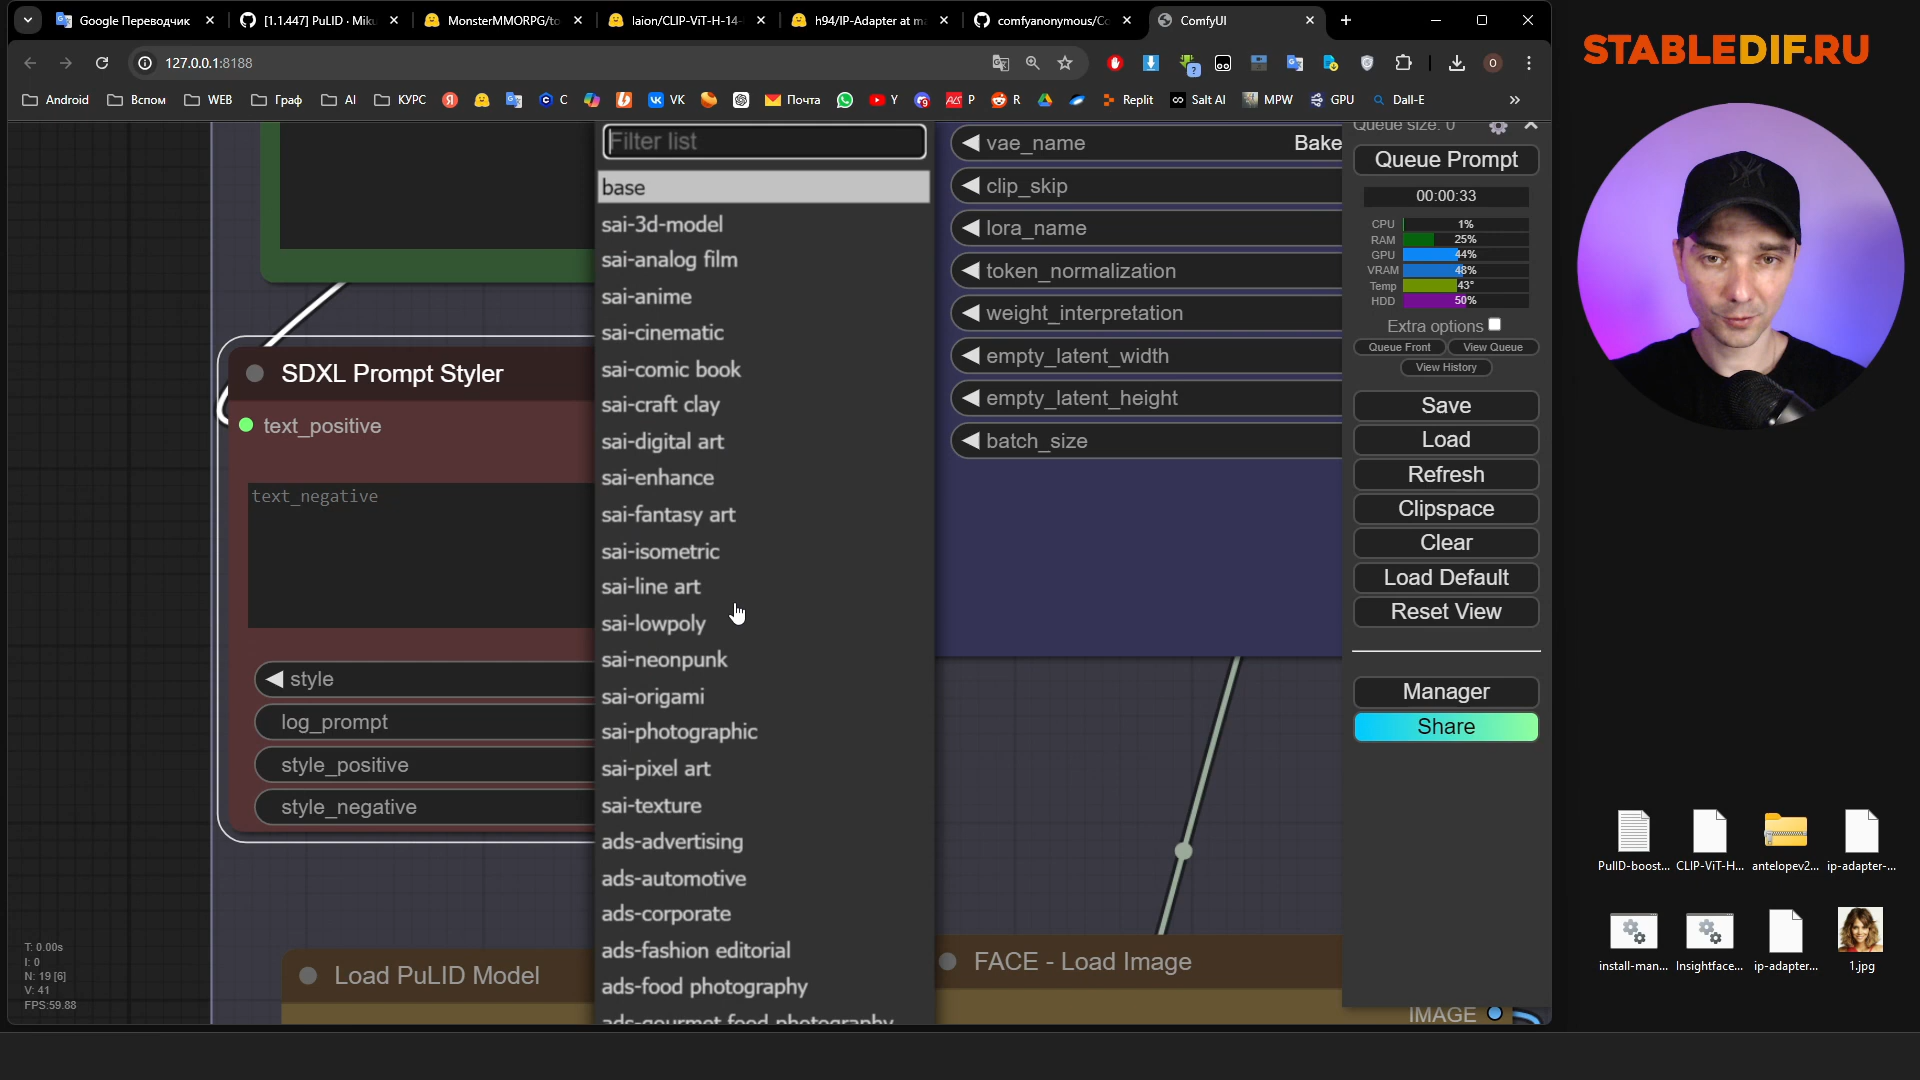 Google Переводчик
[1.1.447] PuLID · Miku
MonsterMMORPG/to
laion/CLIP-ViT-H-14-
h94/IP-Adapter at ma
comfyanonymous/Co
ComfyUI
127.0.0.1:8188
Android
Вспом
WEB
Граф
AI
КУРС
C
VK
Почта
Y
P
R
Replit
Salt AI
MPW
GPU
Dall-E
STABLEDIF.RU
Filter list
base
sai-3d-model
sai-analog film
sai-anime
sai-cinematic
sai-comic book
sai-craft clay
sai-digital art
sai-enhance
sai-fantasy art
sai-isometric
sai-line art
sai-lowpoly
sai-neonpunk
sai-origami
sai-photographic
sai-pixel art
sai-texture
ads-advertising
ads-automotive
ads-corporate
ads-fashion editorial
ads-food photography
ads-gourmet food photography
SDXL Prompt Styler
text_positive
text_negative
style
log_prompt
style_positive
style_negative
Load PuLID Model
vae_name
Bake
clip_skip
lora_name
token_normalization
weight_interpretation
empty_latent_width
empty_latent_height
batch_size
FACE - Load Image
IMAGE
Queue size: 0
Queue Prompt
00:00:33
CPU 1%
RAM 25%
GPU 44%
VRAM 48%
Temp 43°
HDD 50%
Extra options
Queue Front
View Queue
View History
Save
Load
Refresh
Clipspace
Clear
Load Default
Reset View
Manager
Share
T: 0.00s
I: 0
N: 19 [6]
V: 41
FPS:59.88
PullD-boost...
CLIP-ViT-H...
antelopev2...
ip-adapter-...
install-man...
Insightface...
ip-adapter...
1.jpg